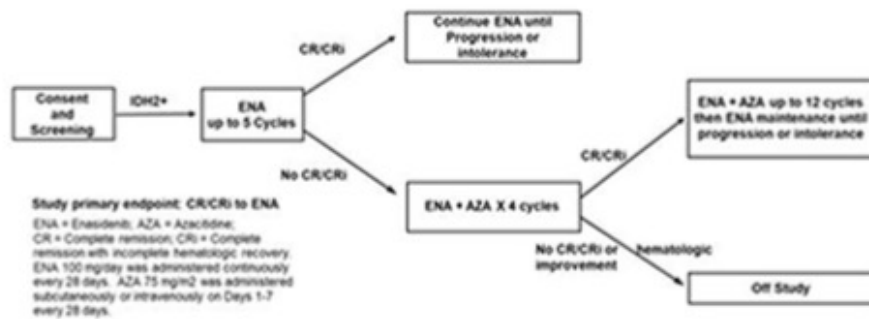 Continue ENA until
Progression or
intolerance
CR/CRi
Consent
and
Screening
IDH2+
ENA
up to 5 Cycles
ENA + AZA up to 12 cycles
then ENA maintenance until
progression or intolerance
CR/CRi
No CR/CRi
ENA + AZA X 4 cycles
No CR/CRi or hematologic
improvement
Off Study
Study primary endpoint: CR/CRi to ENA
ENA = Enasidenib; AZA = Azacitidine;
CR = Complete remission; CRi = Complete
remission with incomplete hematologic recovery.
ENA 100 mg/day was administered continuously
every 28 days. AZA 75 mg/m2 was administered
subcutaneously or intravenously on Days 1-7
every 28 days.